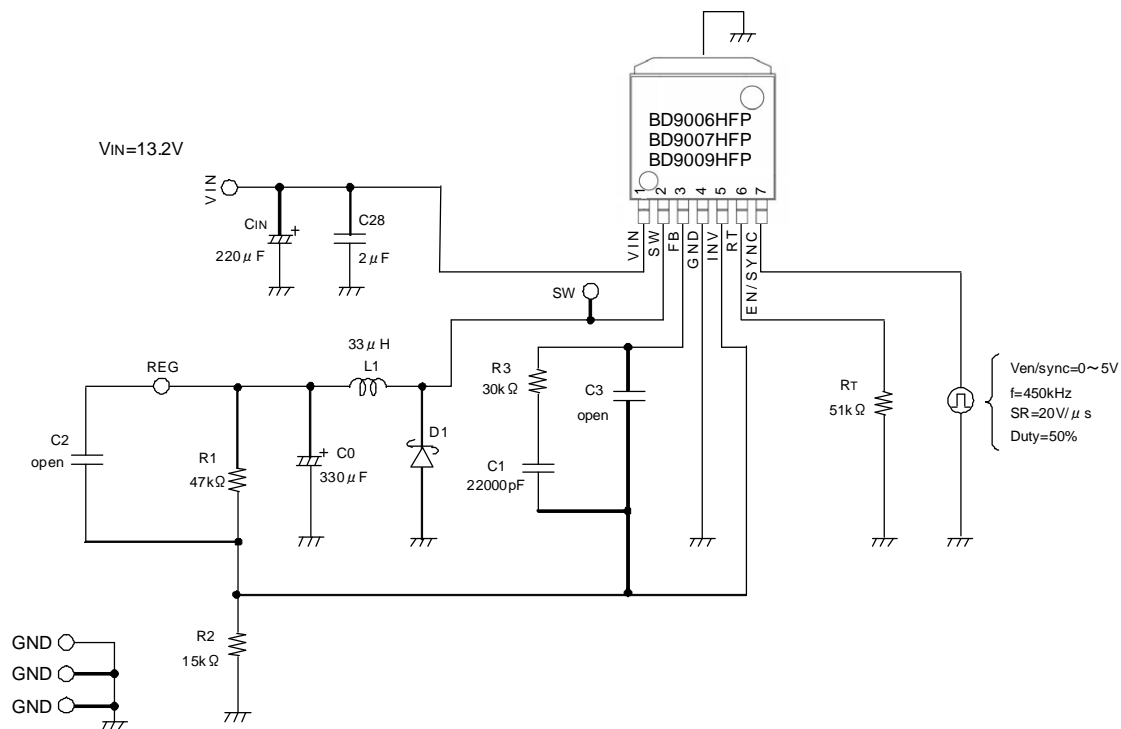 BD9006HFP
BD9007HFP
BD9009HFP
1 2 3 4 5 6 7
VIN
SW
FB
GND
INV
RT
EN/SYNC
VIN=13.2V
VIN
CIN
+
220μF
C28
2μF
SW
33μH
L1
REG
C2
open
R1
47kΩ
+
C0
330μF
D1
R3
30kΩ
C1
22000pF
C3
open
RT
51kΩ
Ven/sync=0~5V
f=450kHz
SR=20V/μs
Duty=50%
R2
15kΩ
GND
GND
GND